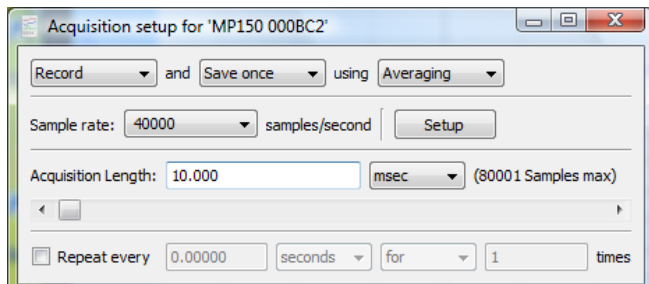 Acquisition setup for 'MP150 000BC2'
Record and Save once using Averaging
Sample rate: 40000 samples/second Setup
Acquisition Length: 10.000 msec (80001 Samples max)
Repeat every 0.00000 seconds for 1 times